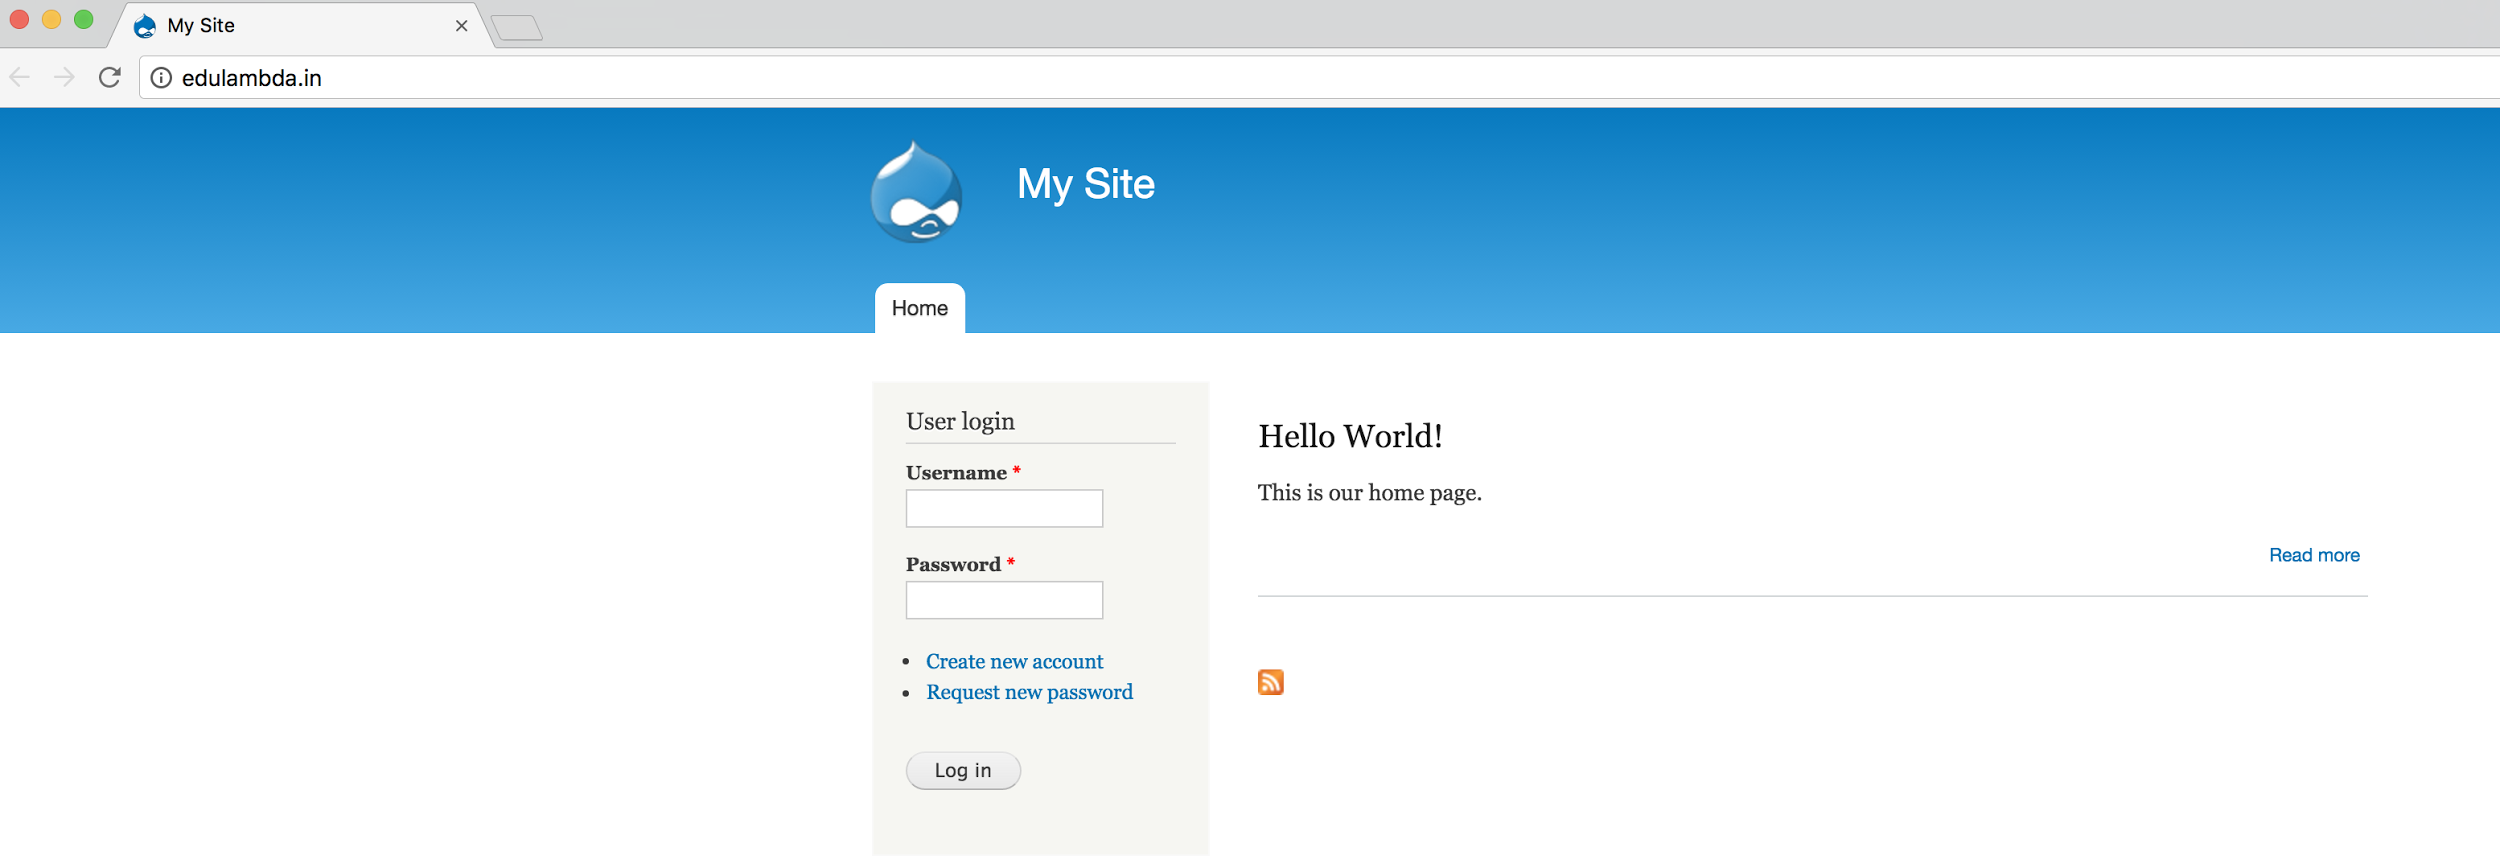 My Site
edulambda.in
My Site
Home
User login
Username *
Password *
Create new account
Request new password
Log in
Hello World!
This is our home page.
Read more